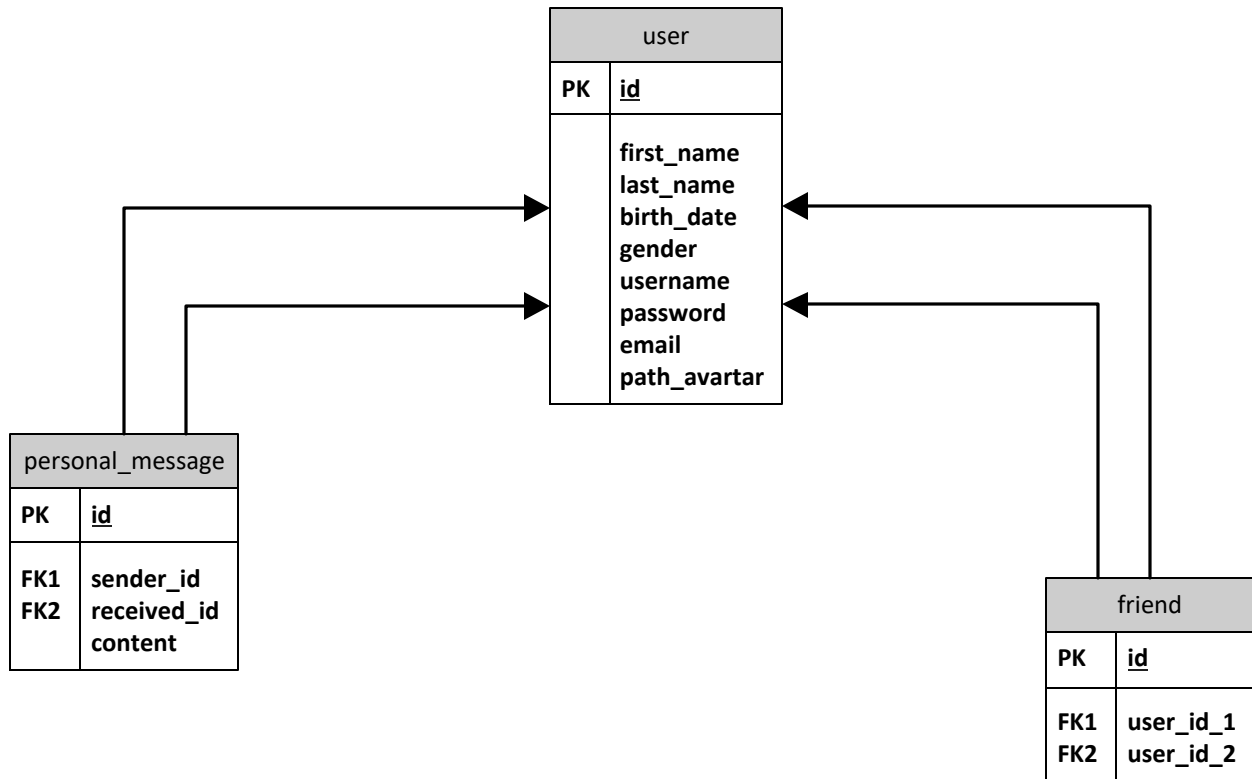 user
PK id
first_name
last_name
birth_date
gender
username
password
email
path_avartar
personal_message
PK id
FK1 sender_id
FK2 received_id
content
friend
PK id
FK1 user_id_1
FK2 user_id_2